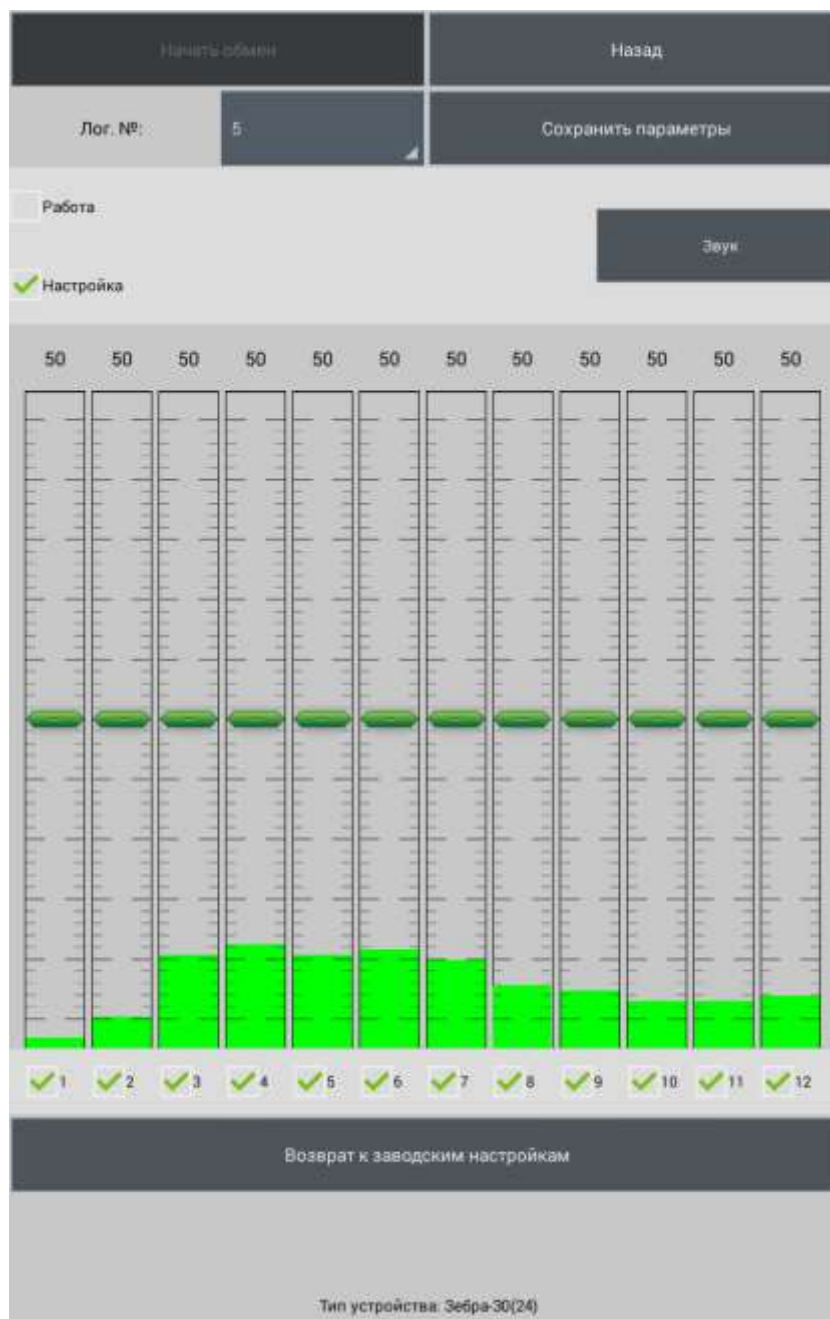 Начать обмен
Назад
Лог. №:
5
Сохранить параметры
Работа
Звук
Настройка
50 50 50 50 50 50 50 50 50 50 50 50
1 2 3 4 5 6 7 8 9 10 11 12
Возврат к заводским настройкам
Тип устройства: Зебра-30(24)